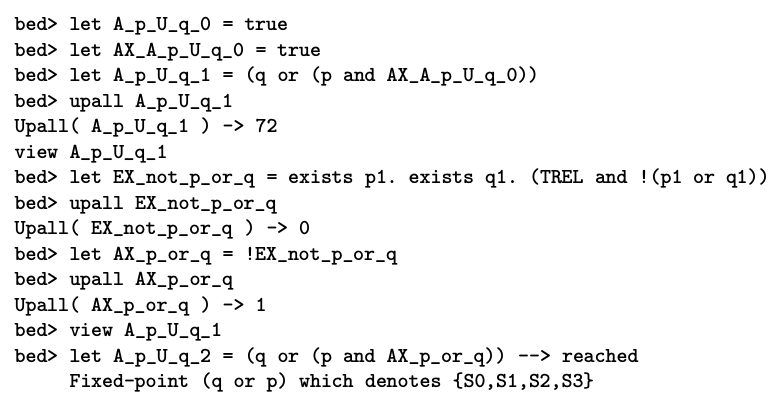 bed> let A_p_U_q_0 = true
bed> let AX_A_p_U_q_0 = true
bed> let A_p_U_q_1 = (q or (p and AX_A_p_U_q_0))
bed> upall A_p_U_q_1
Upall( A_p_U_q_1 ) -> 72
view A_p_U_q_1
bed> let EX_not_p_or_q = exists p1. exists q1. (TREL and !(p1 or q1))
bed> upall EX_not_p_or_q
Upall( EX_not_p_or_q ) -> 0
bed> let AX_p_or_q = !EX_not_p_or_q
bed> upall AX_p_or_q
Upall( AX_p_or_q ) -> 1
bed> view A_p_U_q_1
bed> let A_p_U_q_2 = (q or (p and AX_p_or_q)) --> reached
Fixed-point (q or p) which denotes {S0,S1,S2,S3}